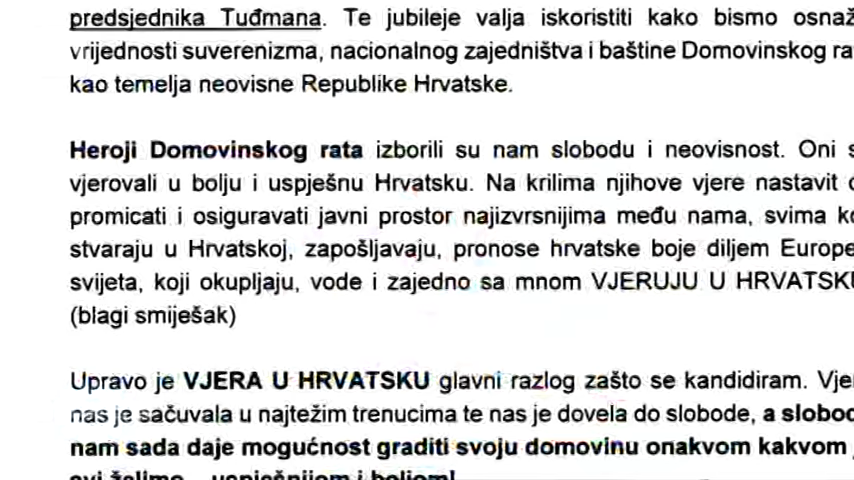 predsjednika Tuđmana. Te jubileje valja iskoristiti kako bismo osnaž
vrijednosti suverenizma, nacionalnog zajedništva i baštine Domovinskog ra
kao temelja neovisne Republike Hrvatske.
Heroji Domovinskog rata izborili su nam slobodu i neovisnost. Oni s
vjerovali u bolju i uspješnu Hrvatsku. Na krilima njihove vjere nastavit
promicati i osiguravati javni prostor najizvrsnijima među nama, svima ko
stvaraju u Hrvatskoj, zapošljavaju, pronose hrvatske boje diljem Europe
svijeta, koji okupljaju, vode i zajedno sa mnom VJERUJU U HRVATSKU
(blagi smiješak)
Upravo je VJERA U HRVATSKU glavni razlog zašto se kandidiram. Vje
nas je sačuvala u najtežim trenucima te nas je dovela do slobode, a slobod
nam sada daje mogućnost graditi svoju domovinu onakvom kakvom
svi želimo – uspješnijom i boljom!